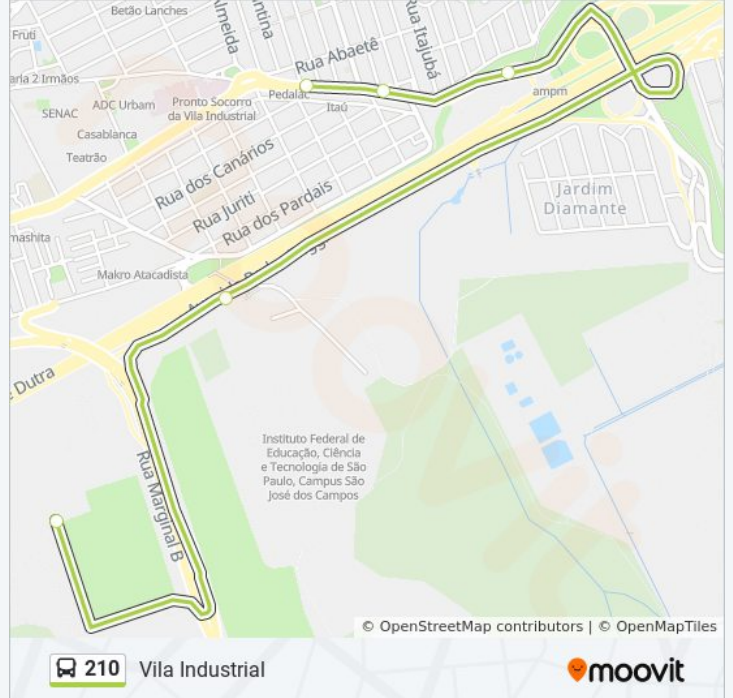 Betão Lanches
Almeida
Rua Itajubá
Fruti
Rua Abaetê
arla 2 Irmãos
ADC Urbam
Pronto Socorro
da Vila Industrial
Pedalac
Itaú
ampm
SENAC
Casablanca
Teatrão
Rua dos Canários
Rua Juriti
Rua dos Pardais
Jardim
Diamante
mashita
Makro Atacadista
e Dutra
Instituto Federal de
Educação, Ciência
e Tecnologia de São
Paulo, Campus São
José dos Campos
Rua Marginal B
© OpenStreetMap contributors | © OpenMapTiles
210 Vila Industrial
moovit